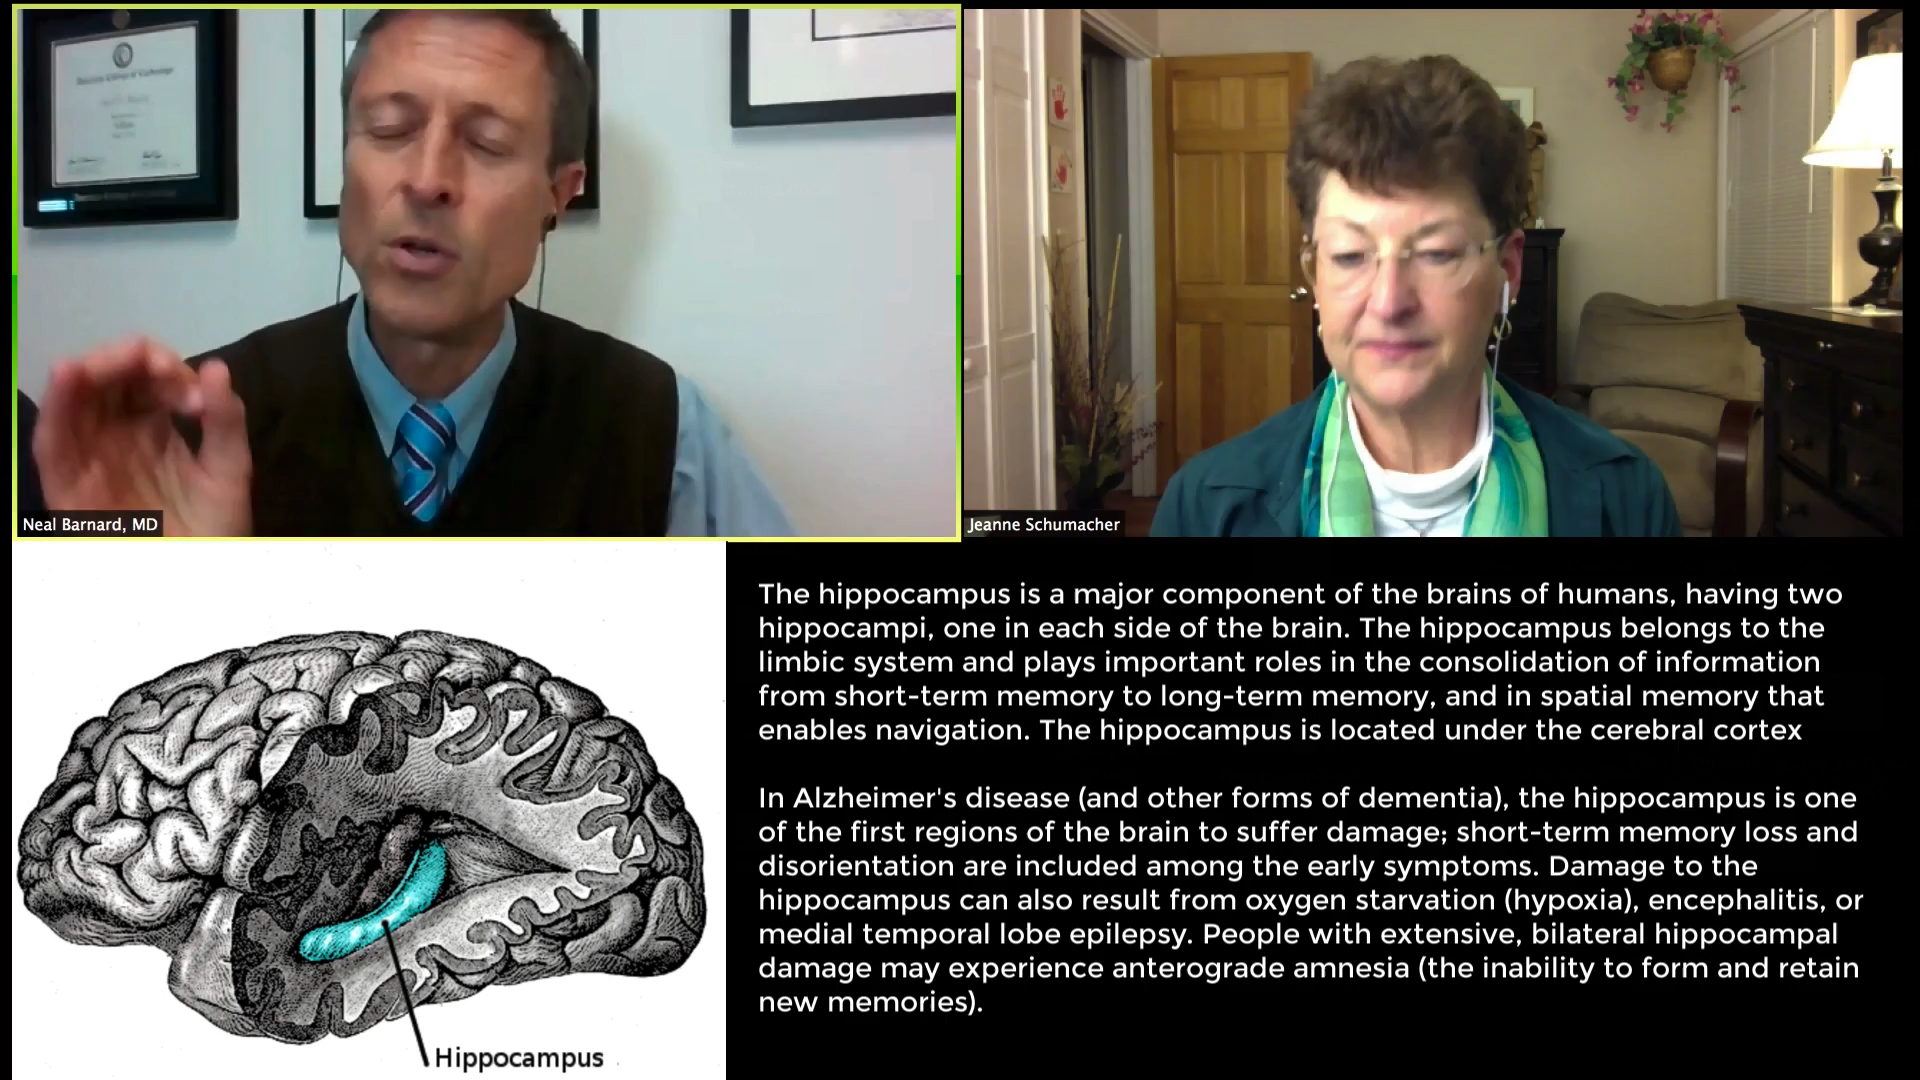 Neal Barnard, MD
Jeanne Schumacher
The hippocampus is a major component of the brains of humans, having two
hippocampi, one in each side of the brain. The hippocampus belongs to the
limbic system and plays important roles in the consolidation of information
from short-term memory to long-term memory, and in spatial memory that
enables navigation. The hippocampus is located under the cerebral cortex
In Alzheimer's disease (and other forms of dementia), the hippocampus is one
of the first regions of the brain to suffer damage; short-term memory loss and
disorientation are included among the early symptoms. Damage to the
hippocampus can also result from oxygen starvation (hypoxia), encephalitis, or
medial temporal lobe epilepsy. People with extensive, bilateral hippocampal
damage may experience anterograde amnesia (the inability to form and retain
new memories).
Hippocampus